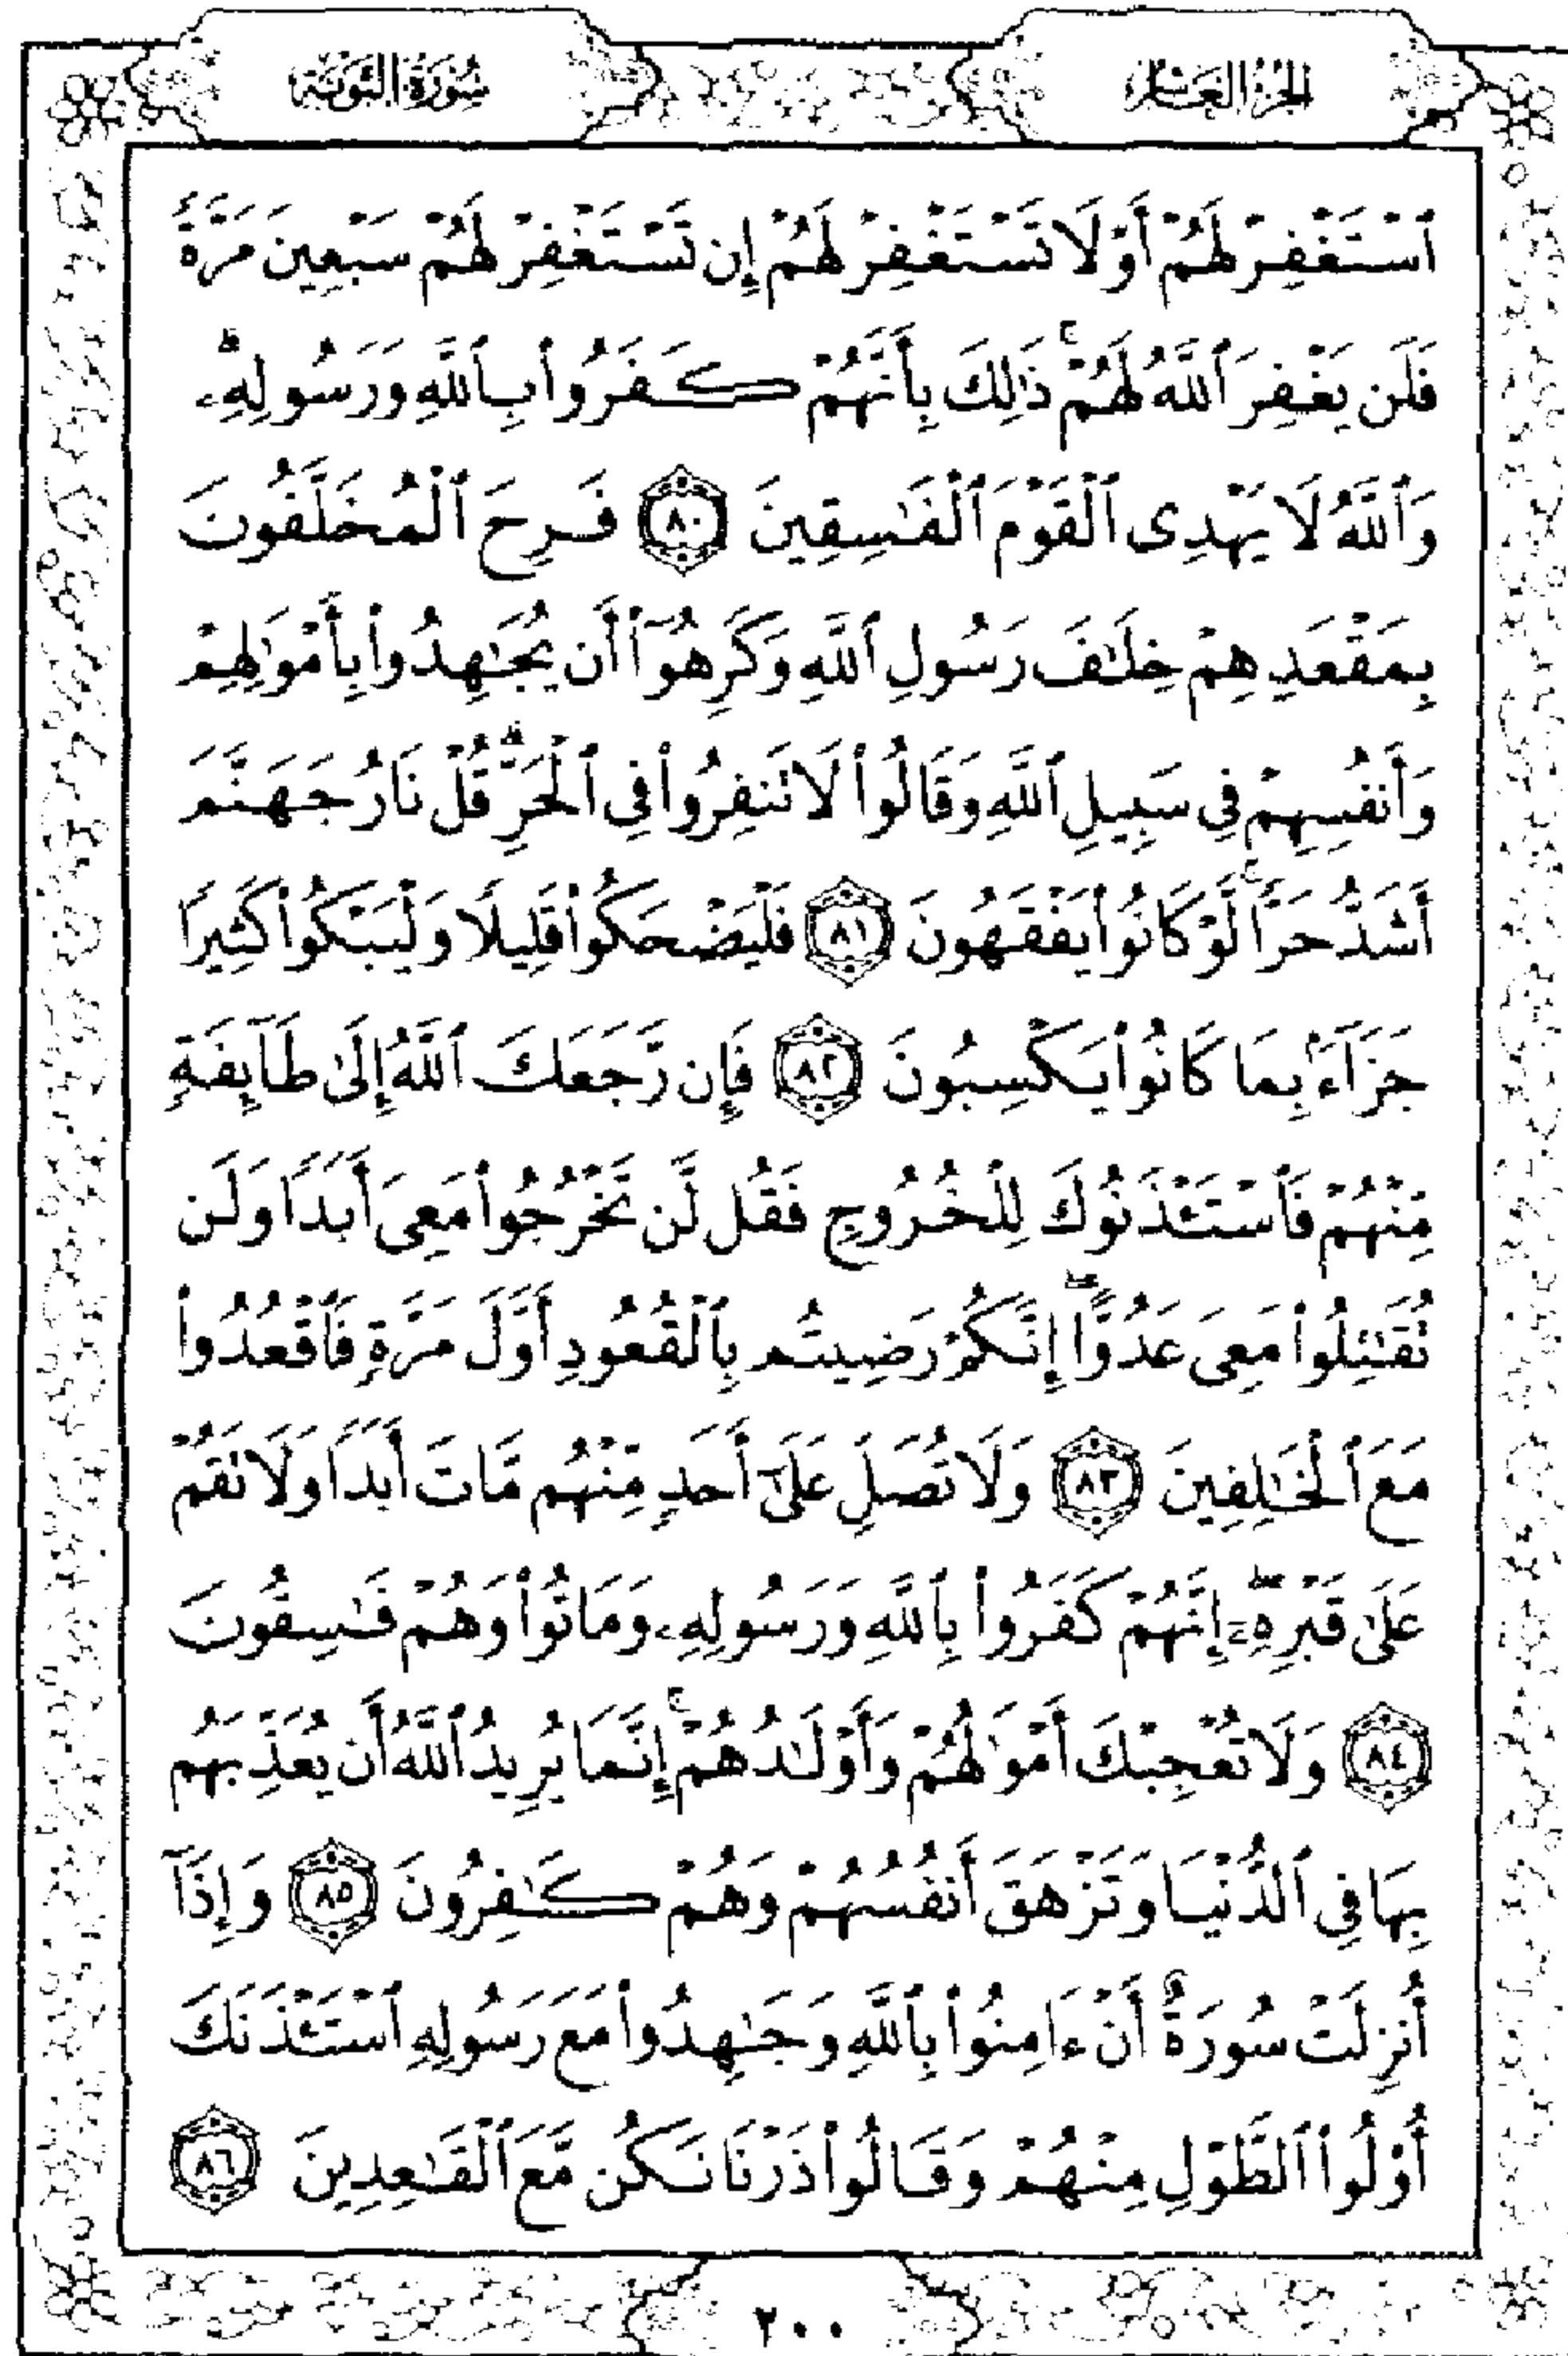 الجزء العاشر
سورة التوبة
ٱسْتَغْفِرْ لَهُمْ أَوْ لَا تَسْتَغْفِرْ لَهُمْ إِن تَسْتَغْفِرْ لَهُمْ سَبْعِينَ مَرَّةً
فَلَن يَغْفِرَ ٱللَّهُ لَهُمْ ۚ ذَٰلِكَ بِأَنَّهُمْ كَفَرُوا۟ بِٱللَّهِ وَرَسُولِهِۦ ۗ
وَٱللَّهُ لَا يَهْدِى ٱلْقَوْمَ ٱلْفَـٰسِقِينَ ٨٠ فَرِحَ ٱلْمُخَلَّفُونَ
بِمَقْعَدِهِمْ خِلَـٰفَ رَسُولِ ٱللَّهِ وَكَرِهُوٓا۟ أَن يُجَـٰهِدُوا۟ بِأَمْوَٰلِهِمْ
وَأَنفُسِهِمْ فِى سَبِيلِ ٱللَّهِ وَقَالُوا۟ لَا تَنفِرُوا۟ فِى ٱلْحَرِّ ۗ قُلْ نَارُ جَهَنَّمَ
أَشَدُّ حَرًّا ۚ لَّوْ كَانُوا۟ يَفْقَهُونَ ٨١ فَلْيَضْحَكُوا۟ قَلِيلًا وَلْيَبْكُوا۟ كَثِيرًا
جَزَآءًۢ بِمَا كَانُوا۟ يَكْسِبُونَ ٨٢ فَإِن رَّجَعَكَ ٱللَّهُ إِلَىٰ طَآئِفَةٍ
مِّنْهُمْ فَٱسْتَـْٔذَنُوكَ لِلْخُرُوجِ فَقُل لَّن تَخْرُجُوا۟ مَعِىَ أَبَدًا وَلَن
تُقَـٰتِلُوا۟ مَعِىَ عَدُوًّا ۖ إِنَّكُمْ رَضِيتُم بِٱلْقُعُودِ أَوَّلَ مَرَّةٍ فَٱقْعُدُوا۟
مَعَ ٱلْخَـٰلِفِينَ ٨٣ وَلَا تُصَلِّ عَلَىٰٓ أَحَدٍ مِّنْهُم مَّاتَ أَبَدًا وَلَا تَقُمْ
عَلَىٰ قَبْرِهِۦٓ ۖ إِنَّهُمْ كَفَرُوا۟ بِٱللَّهِ وَرَسُولِهِۦ وَمَاتُوا۟ وَهُمْ فَـٰسِقُونَ
٨٤ وَلَا تُعْجِبْكَ أَمْوَٰلُهُمْ وَأَوْلَـٰدُهُمْ ۚ إِنَّمَا يُرِيدُ ٱللَّهُ أَن يُعَذِّبَهُم
بِهَا فِى ٱلدُّنْيَا وَتَزْهَقَ أَنفُسُهُمْ وَهُمْ كَـٰفِرُونَ ٨٥ وَإِذَآ
أُنزِلَتْ سُورَةٌ أَنْ ءَامِنُوا۟ بِٱللَّهِ وَجَـٰهِدُوا۟ مَعَ رَسُولِهِ ٱسْتَـْٔذَنَكَ
أُو۟لُوا۟ ٱلطَّوْلِ مِنْهُمْ وَقَالُوا۟ ذَرْنَا نَكُن مَّعَ ٱلْقَـٰعِدِينَ ٨٦
٢٠٠